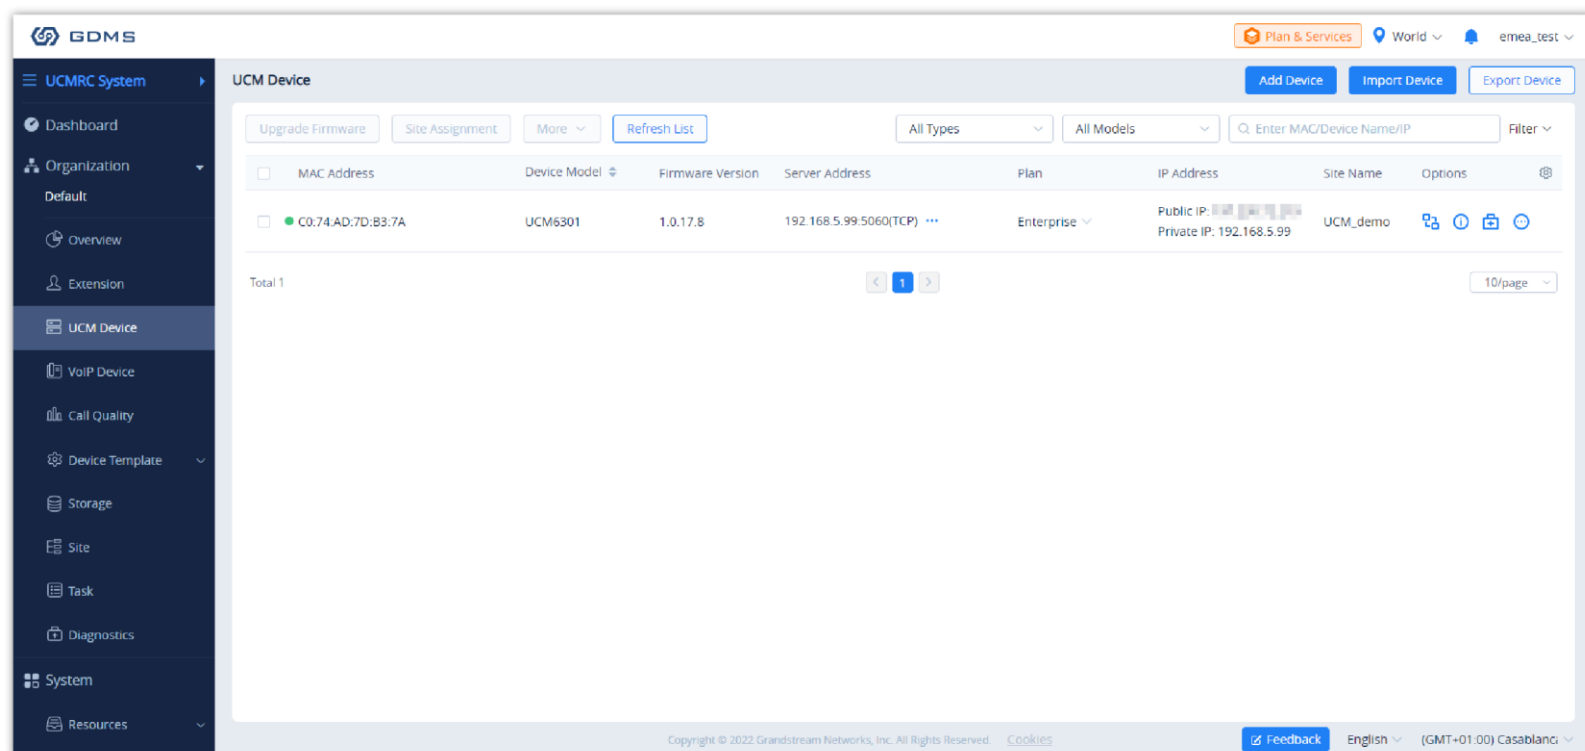 GDMS
Plan & Services World emea_test
UCMRC System
UCM Device
Add Device Import Device Export Device
Dashboard
Organization
Default
Overview
Extension
UCM Device
VoIP Device
Call Quality
Device Template
Storage
Site
Task
Diagnostics
System
Resources
Upgrade Firmware Site Assignment More Refresh List All Types All Models Enter MAC/Device Name/IP Filter
MAC Address Device Model Firmware Version Server Address Plan IP Address Site Name Options
C0:74:AD:7D:B3:7A UCM6301 1.0.17.8 192.168.5.99:5060(TCP) ··· Enterprise Public IP:
Private IP: 192.168.5.99 UCM_demo
Total 1 < 1 > 10/page
Copyright © 2022 Grandstream Networks, Inc. All Rights Reserved. Cookies Feedback English (GMT+01:00) Casablanc